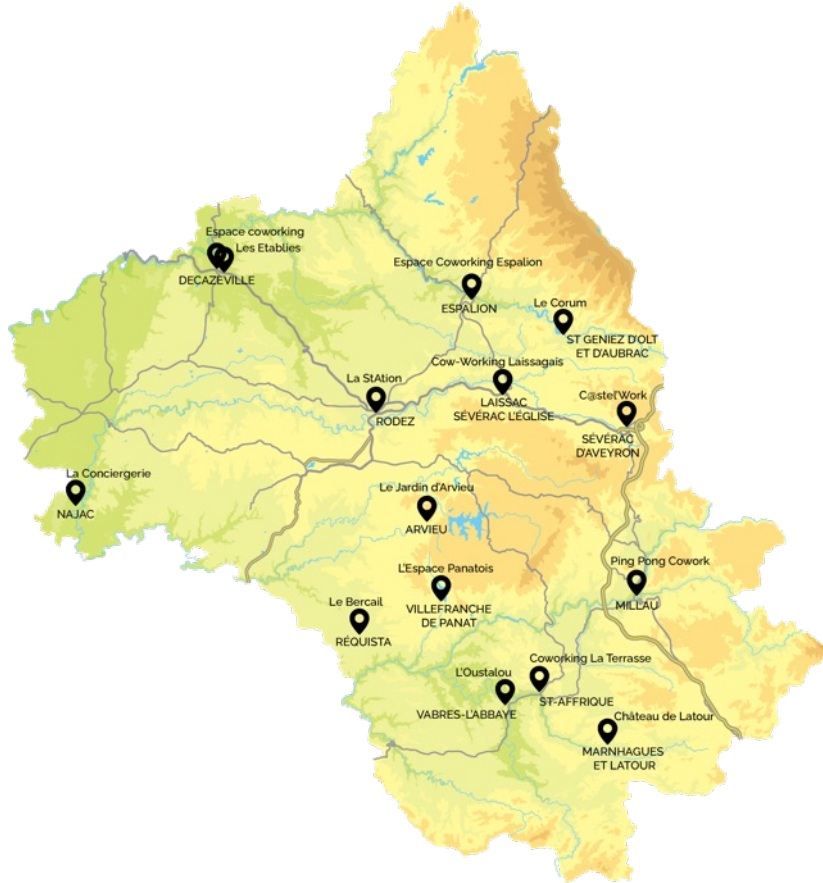 Espace coworking
Les Etablies
DECAZEVILLE
Espace Coworking Espalion
ESPALION
Le Corum
ST GENIEZ D'OLT
ET D'AUBRAC
Cow-Working Laissagais
LAISSAC
SÉVÉRAC L'ÉGLISE
La StAtion
RODEZ
C@stel'Work
SÉVÉRAC
D'AVEYRON
La Conciergerie
NAJAC
Le Jardin d'Arvieu
ARVIEU
L'Espace Panatois
VILLEFRANCHE
DE PANAT
Ping Pong Cowork
MILLAU
Le Bercail
RÉQUISTA
L'Oustalou
VABRES-L'ABBAYE
Coworking La Terrasse
ST-AFFRIQUE
Château de Latour
MARNHAGUES
ET LATOUR